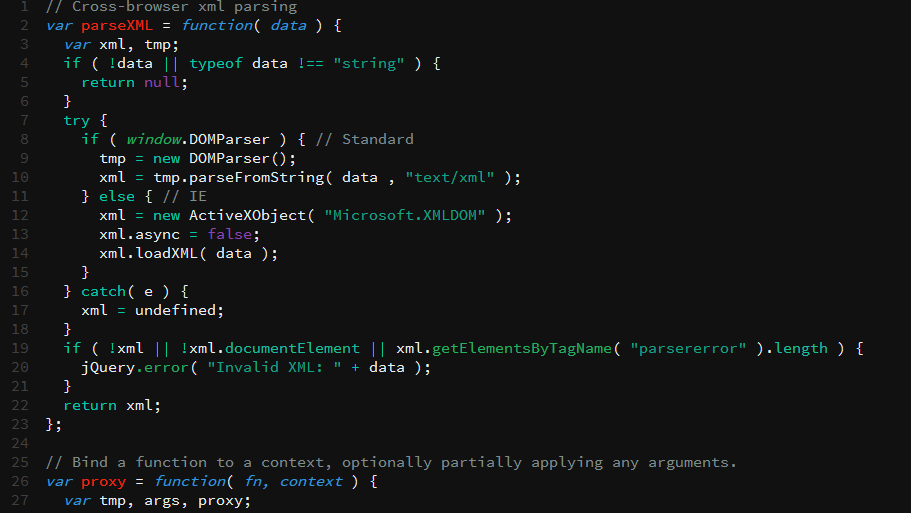 1 // Cross-browser xml parsing
2 var parseXML = function( data ) {
3   var xml, tmp;
4   if ( !data || typeof data !== "string" ) {
5     return null;
6   }
7   try {
8     if ( window.DOMParser ) { // Standard
9       tmp = new DOMParser();
10       xml = tmp.parseFromString( data , "text/xml" );
11     } else { // IE
12       xml = new ActiveXObject( "Microsoft.XMLDOM" );
13       xml.async = false;
14       xml.loadXML( data );
15     }
16   } catch( e ) {
17     xml = undefined;
18   }
19   if ( !xml || !xml.documentElement || xml.getElementsByTagName( "parsererror" ).length ) {
20     jQuery.error( "Invalid XML: " + data );
21   }
22   return xml;
23 };
24
25 // Bind a function to a context, optionally partially applying any arguments.
26 var proxy = function( fn, context ) {
27   var tmp, args, proxy;